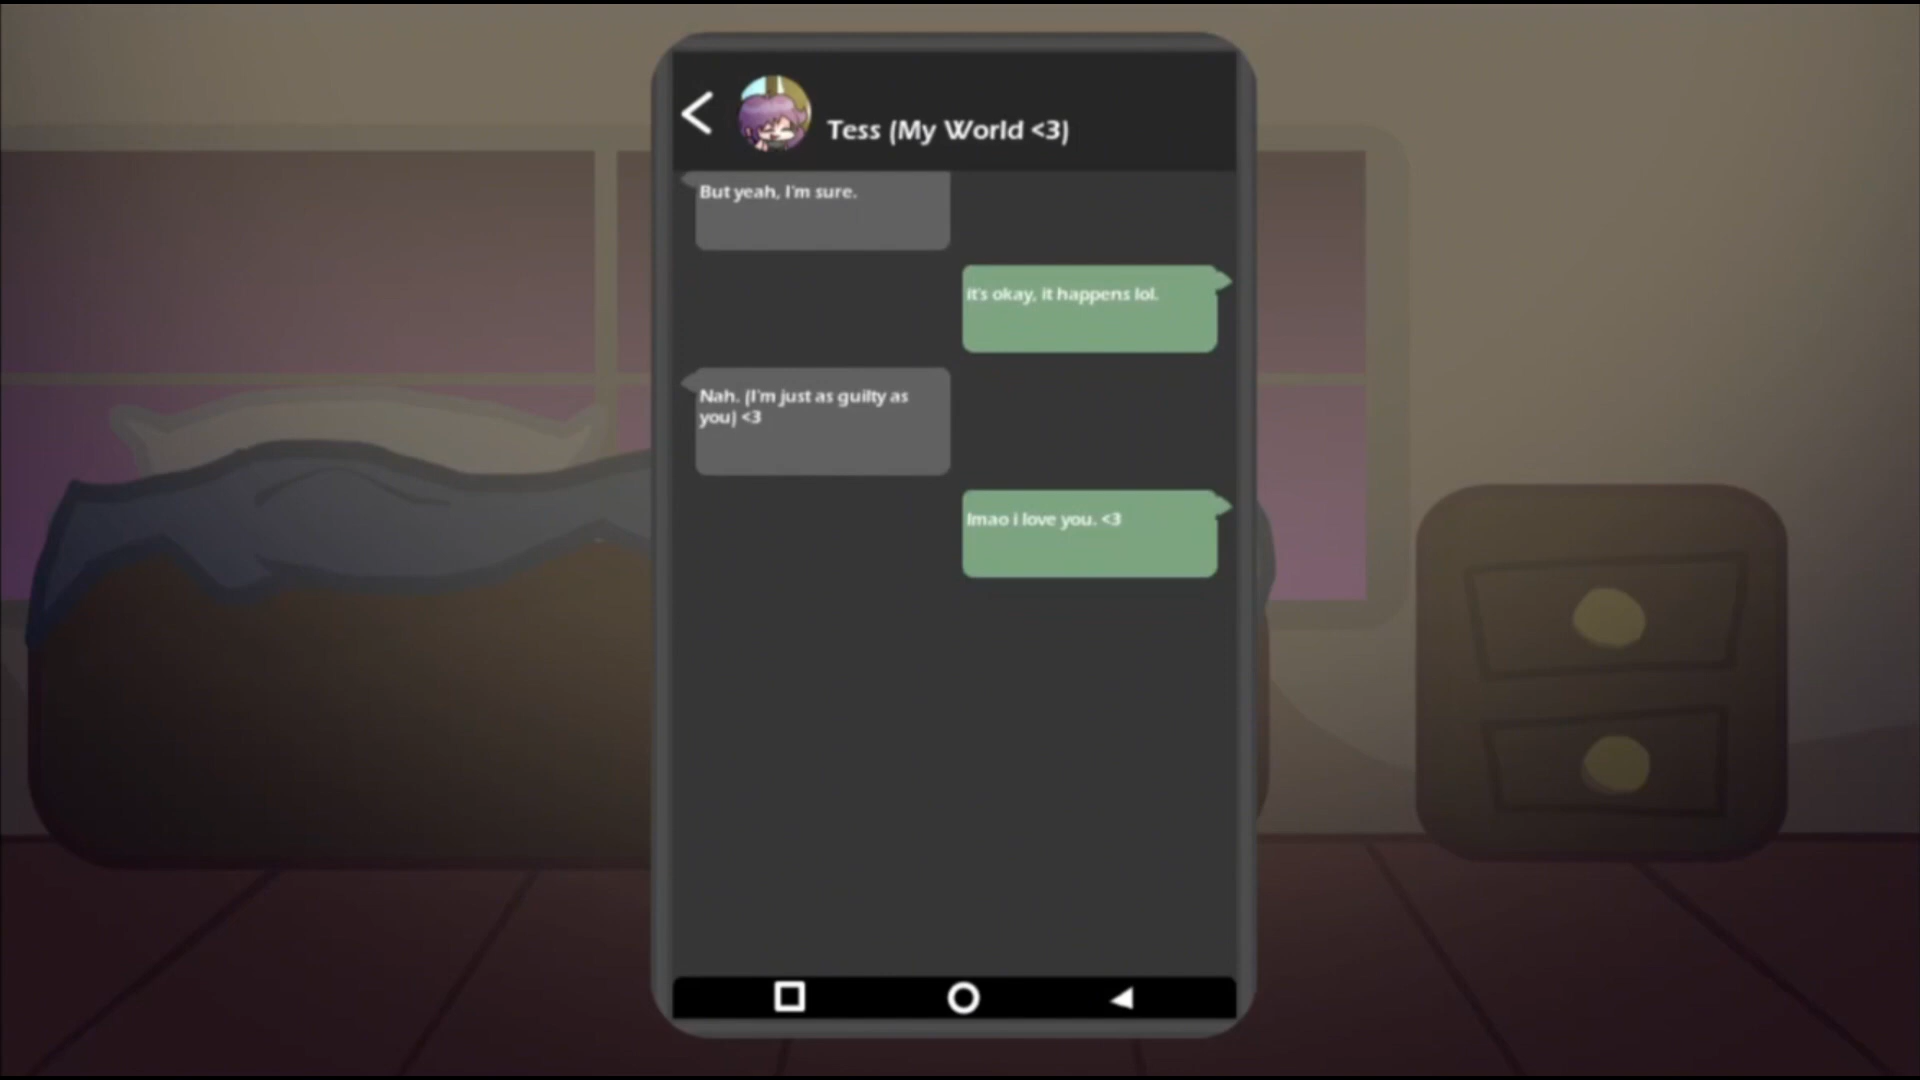 Tess (My World <3)
But yeah, I'm sure.
it's okay, it happens lol.
Nah. (I'm just as guilty as
you) <3
lmao i love you. <3